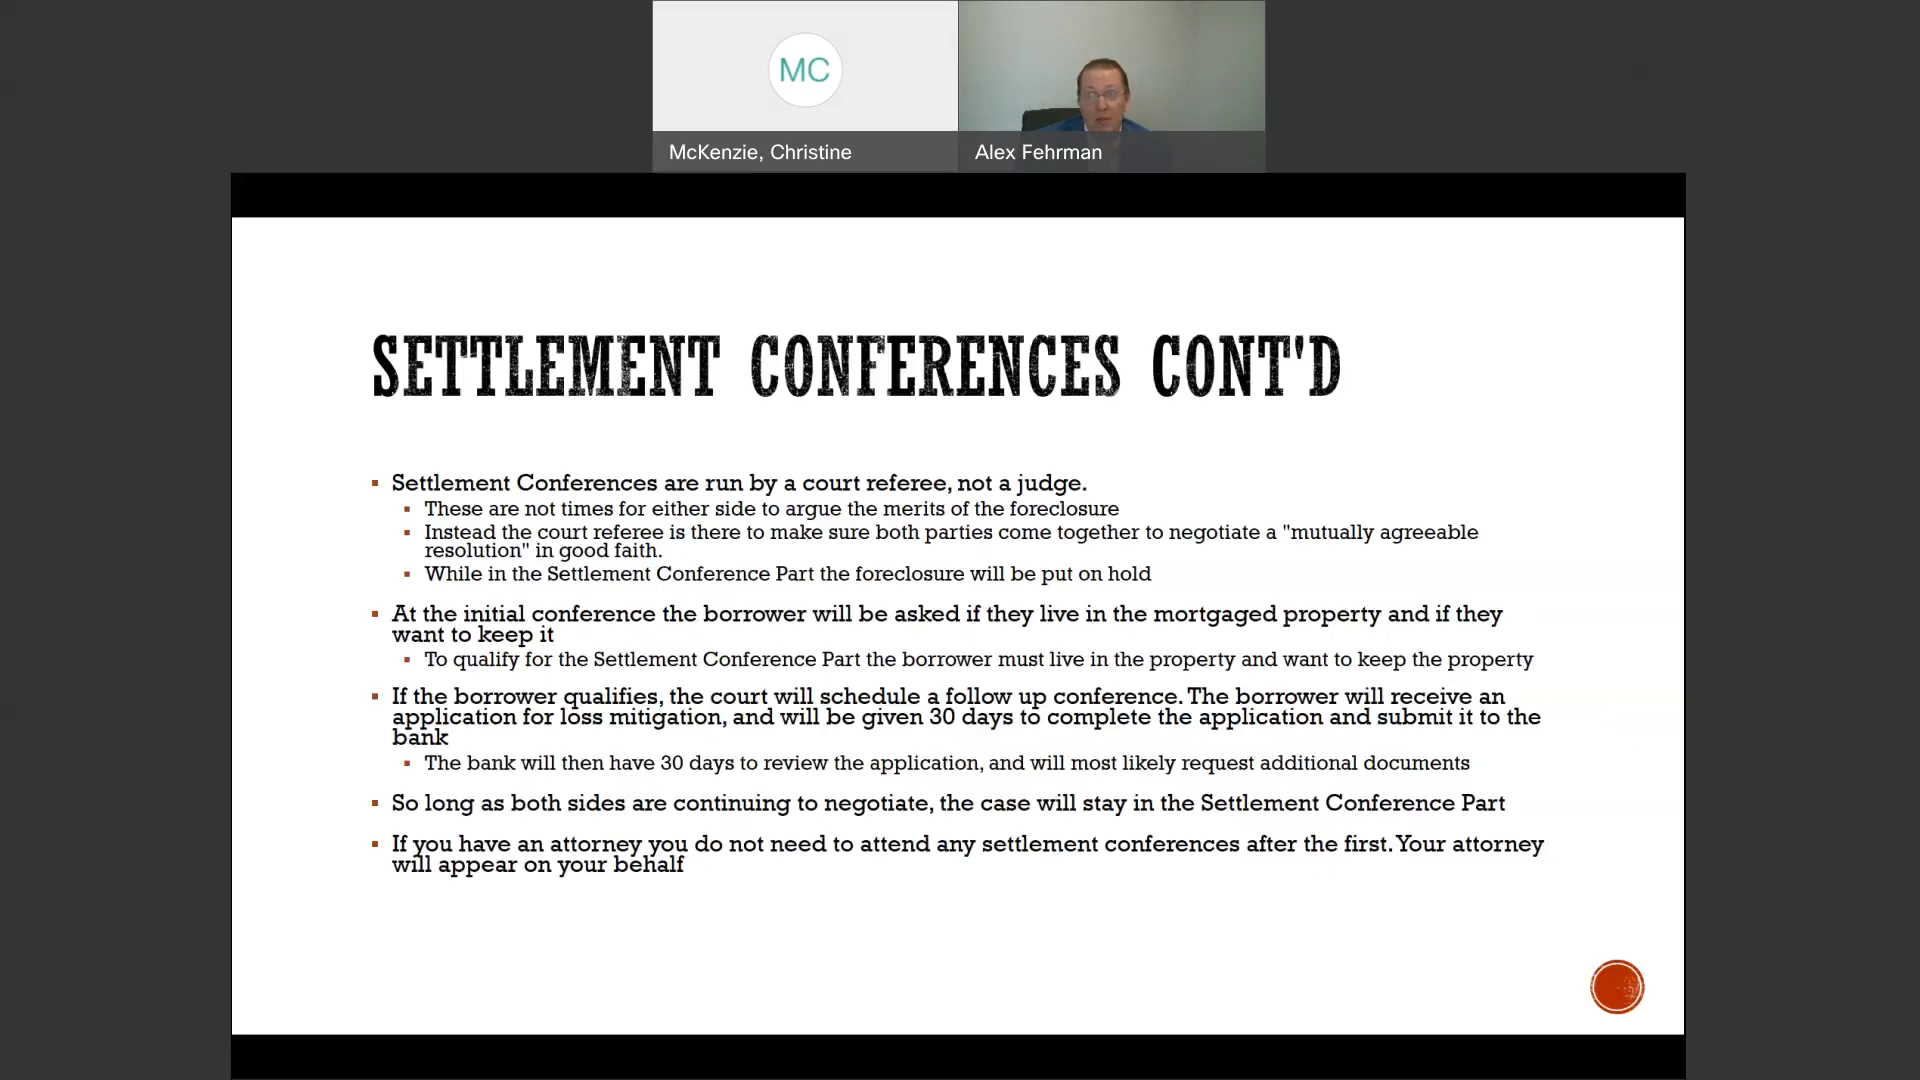 MC
McKenzie, Christine
Alex Fehrman
SETTLEMENT CONFERENCES CONT'D
Settlement Conferences are run by a court referee, not a judge.
These are not times for either side to argue the merits of the foreclosure
Instead the court referee is there to make sure both parties come together to negotiate a "mutually agreeable
resolution" in good faith.
While in the Settlement Conference Part the foreclosure will be put on hold
At the initial conference the borrower will be asked if they live in the mortgaged property and if they
want to keep it
To qualify for the Settlement Conference Part the borrower must live in the property and want to keep the property
If the borrower qualifies, the court will schedule a follow up conference. The borrower will receive an
application for loss mitigation, and will be given 30 days to complete the application and submit it to the
bank
The bank will then have 30 days to review the application, and will most likely request additional documents
So long as both sides are continuing to negotiate, the case will stay in the Settlement Conference Part
If you have an attorney you do not need to attend any settlement conferences after the first. Your attorney
will appear on your behalf